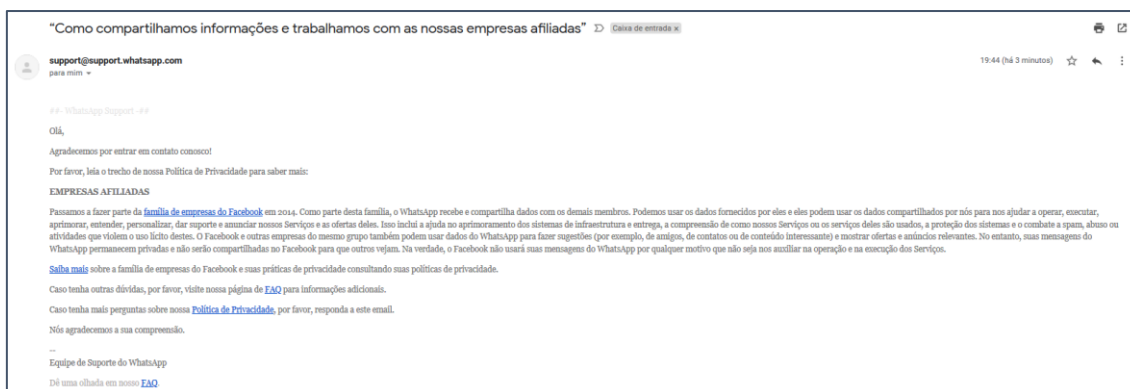 “Como compartilhamos informações e trabalhamos com as nossas empresas afiliadas” Caixa de entrada x
support@support.whatsapp.com 19:44 (há 3 minutos)
para mim
##- WhatsApp Support -##
Olá,
Agradecemos por entrar em contato conosco!
Por favor, leia o trecho de nossa Política de Privacidade para saber mais:
EMPRESAS AFILIADAS
Passamos a fazer parte da família de empresas do Facebook em 2014. Como parte desta família, o WhatsApp recebe e compartilha dados com os demais membros. Podemos usar os dados fornecidos por eles e eles podem usar os dados compartilhados por nós para nos ajudar a operar, executar,
aprimorar, entender, personalizar, dar suporte e anunciar nossos Serviços e as ofertas deles. Isso inclui a ajuda no aprimoramento dos sistemas de infraestrutura e entrega, a compreensão de como nossos Serviços ou os serviços deles são usados, a proteção dos sistemas e o combate a spam, abuso ou
atividades que violem o uso lícito destes. O Facebook e outras empresas do mesmo grupo também podem usar dados do WhatsApp para fazer sugestões (por exemplo, de amigos, de contatos ou de conteúdo interessante) e mostrar ofertas e anúncios relevantes. No entanto, suas mensagens do
WhatsApp permanecem privadas e não serão compartilhadas no Facebook para que outros vejam. Na verdade, o Facebook não usará suas mensagens do WhatsApp por qualquer motivo que não seja nos auxiliar na operação e na execução dos Serviços.
Saiba mais sobre a família de empresas do Facebook e suas práticas de privacidade consultando suas políticas de privacidade.
Caso tenha outras dúvidas, por favor, visite nossa página de FAQ para informações adicionais.
Caso tenha mais perguntas sobre nossa Política de Privacidade, por favor, responda a este email.
Nós agradecemos a sua compreensão.
--
Equipe de Suporte do WhatsApp
Dê uma olhada em nosso FAQ.